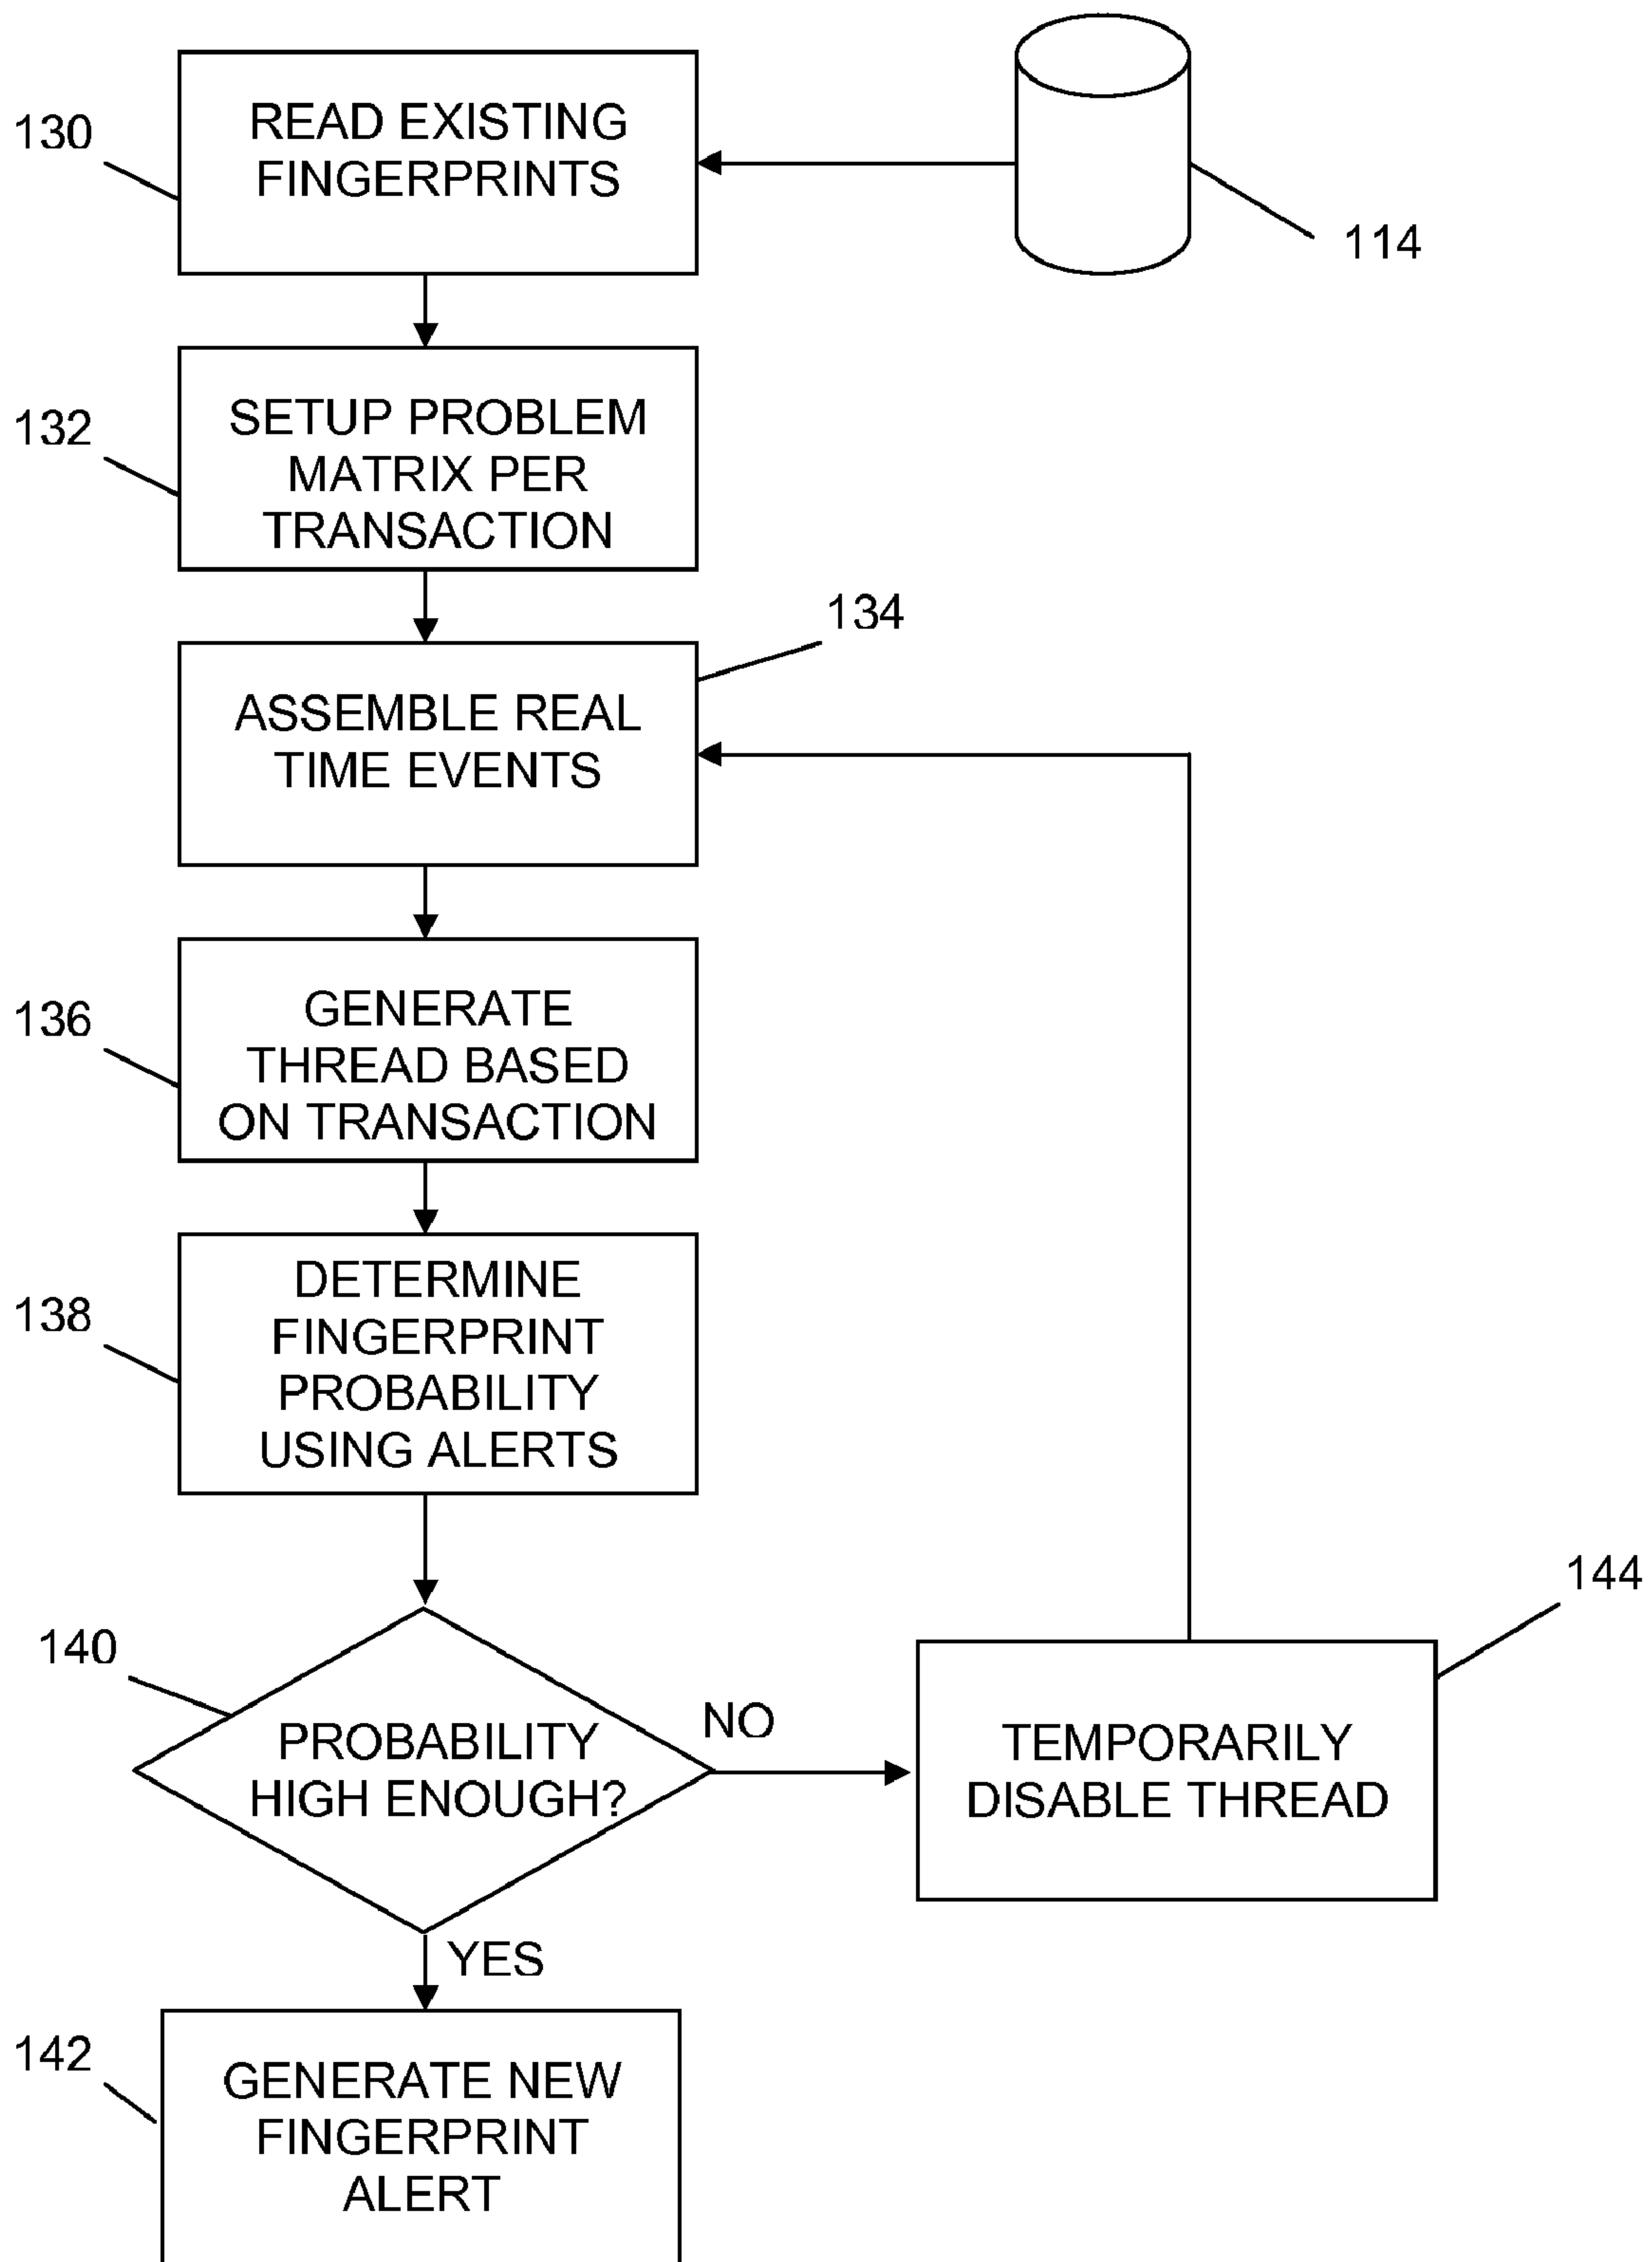 130
READ EXISTING
FINGERPRINTS
114
132
SETUP PROBLEM
MATRIX PER
TRANSACTION
134
ASSEMBLE REAL
TIME EVENTS
136
GENERATE
THREAD BASED
ON TRANSACTION
138
DETERMINE
FINGERPRINT
PROBABILITY
USING ALERTS
140
PROBABILITY
HIGH ENOUGH?
NO
144
TEMPORARILY
DISABLE THREAD
YES
142
GENERATE NEW
FINGERPRINT
ALERT